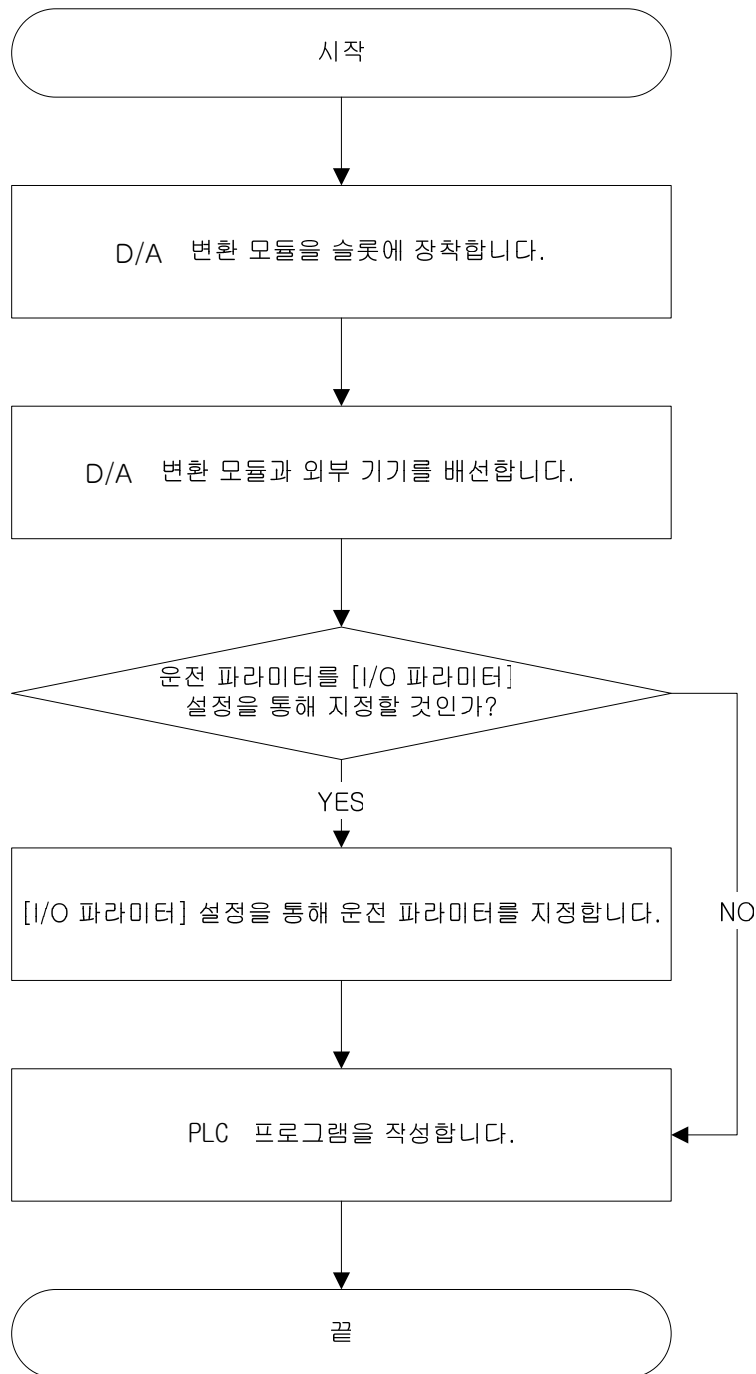 시작
D/A 변환 모듈을 슬롯에 장착합니다.
D/A 변환 모듈과 외부 기기를 배선합니다.
운전 파라미터를 [I/O 파라미터]
설정을 통해 지정할 것인가?
YES
[I/O 파라미터] 설정을 통해 운전 파라미터를 지정합니다.
NO
PLC 프로그램을 작성합니다.
끝